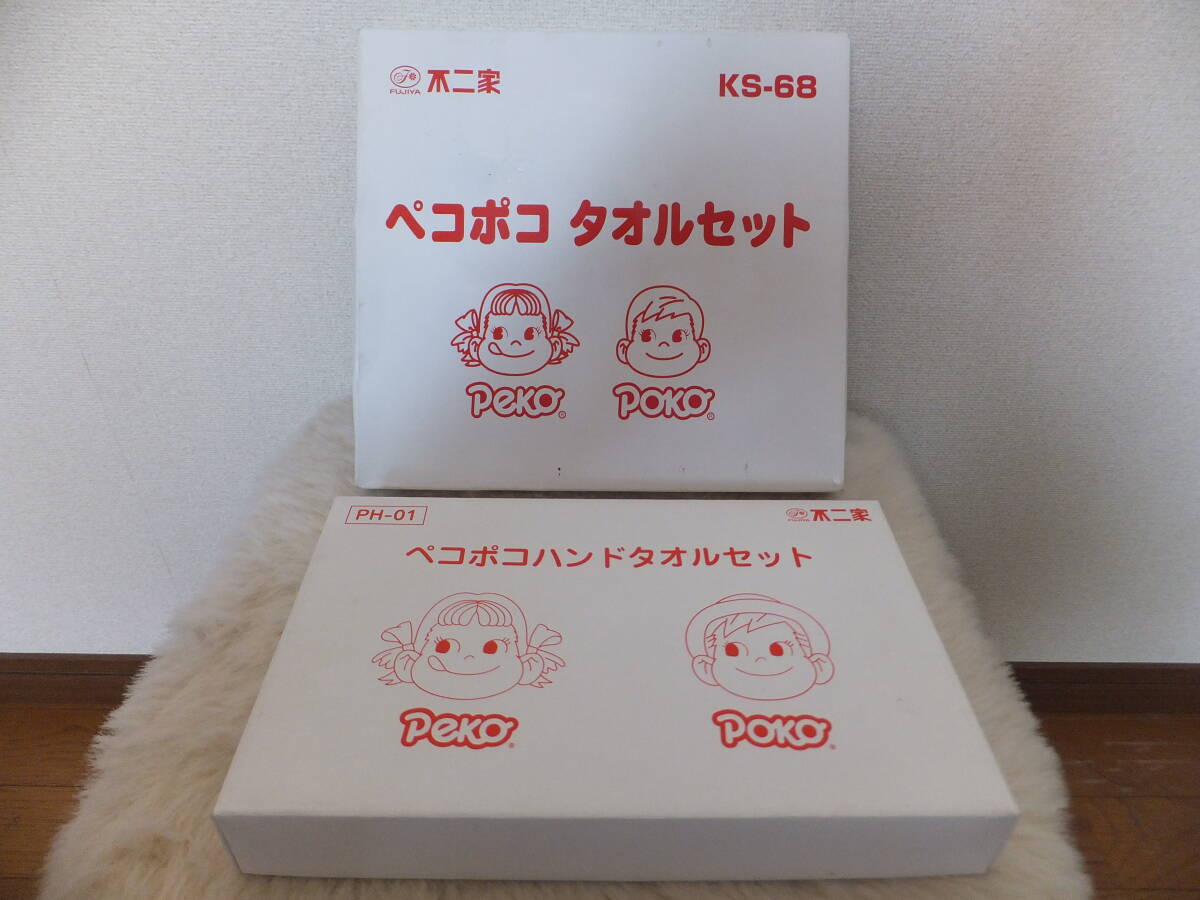 不二家
FUJIYA
KS-68
ペコポコ タオルセット
Peko®
POKO®
PH-01
不二家
FUJIYA
ペコポコハンドタオルセット
Peko®
POKO®